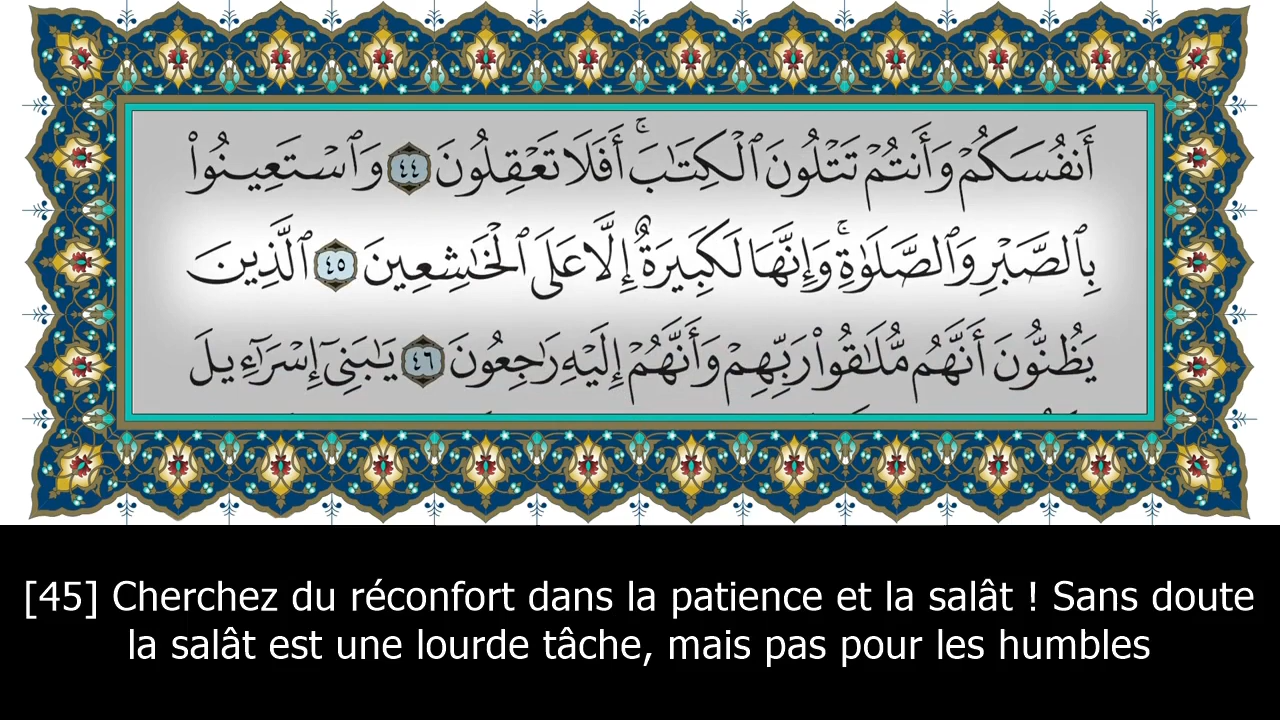 أَنفُسَكُمْ وَأَنتُمْ تَتْلُونَ ٱلْكِتَـٰبَ ۚ أَفَلَا تَعْقِلُونَ ٤٤ وَٱسْتَعِينُوا۟
بِٱلصَّبْرِ وَٱلصَّلَوٰةِ ۚ وَإِنَّهَا لَكَبِيرَةٌ إِلَّا عَلَى ٱلْخَـٰشِعِينَ ٤٥ ٱلَّذِينَ
يَظُنُّونَ أَنَّهُم مُّلَـٰقُوا۟ رَبِّهِمْ وَأَنَّهُمْ إِلَيْهِ رَٰجِعُونَ ٤٦ يَـٰبَنِىٓ إِسْرَٰٓءِيلَ
[45] Cherchez du réconfort dans la patience et la salât ! Sans doute
la salât est une lourde tâche, mais pas pour les humbles